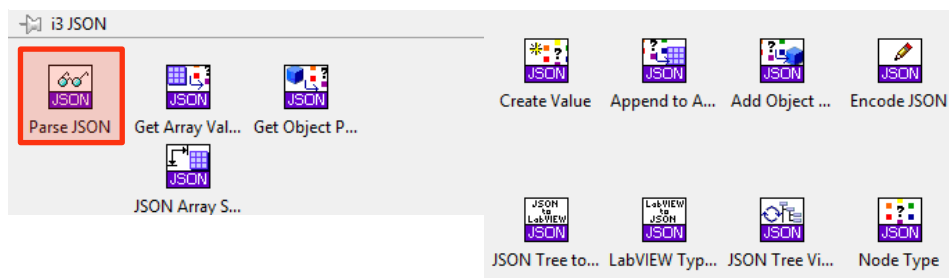 i3 JSON
JSON
Parse JSON
JSON
Get Array Val...
JSON
Get Object P...
JSON
JSON Array S...
JSON
Create Value
JSON
Append to A...
JSON
Add Object ...
JSON
Encode JSON
JSON
to
LabVIEW
JSON
JSON Tree to...
LabVIEW
to
JSON
JSON
LabVIEW Typ...
JSON
JSON Tree Vi...
JSON
Node Type